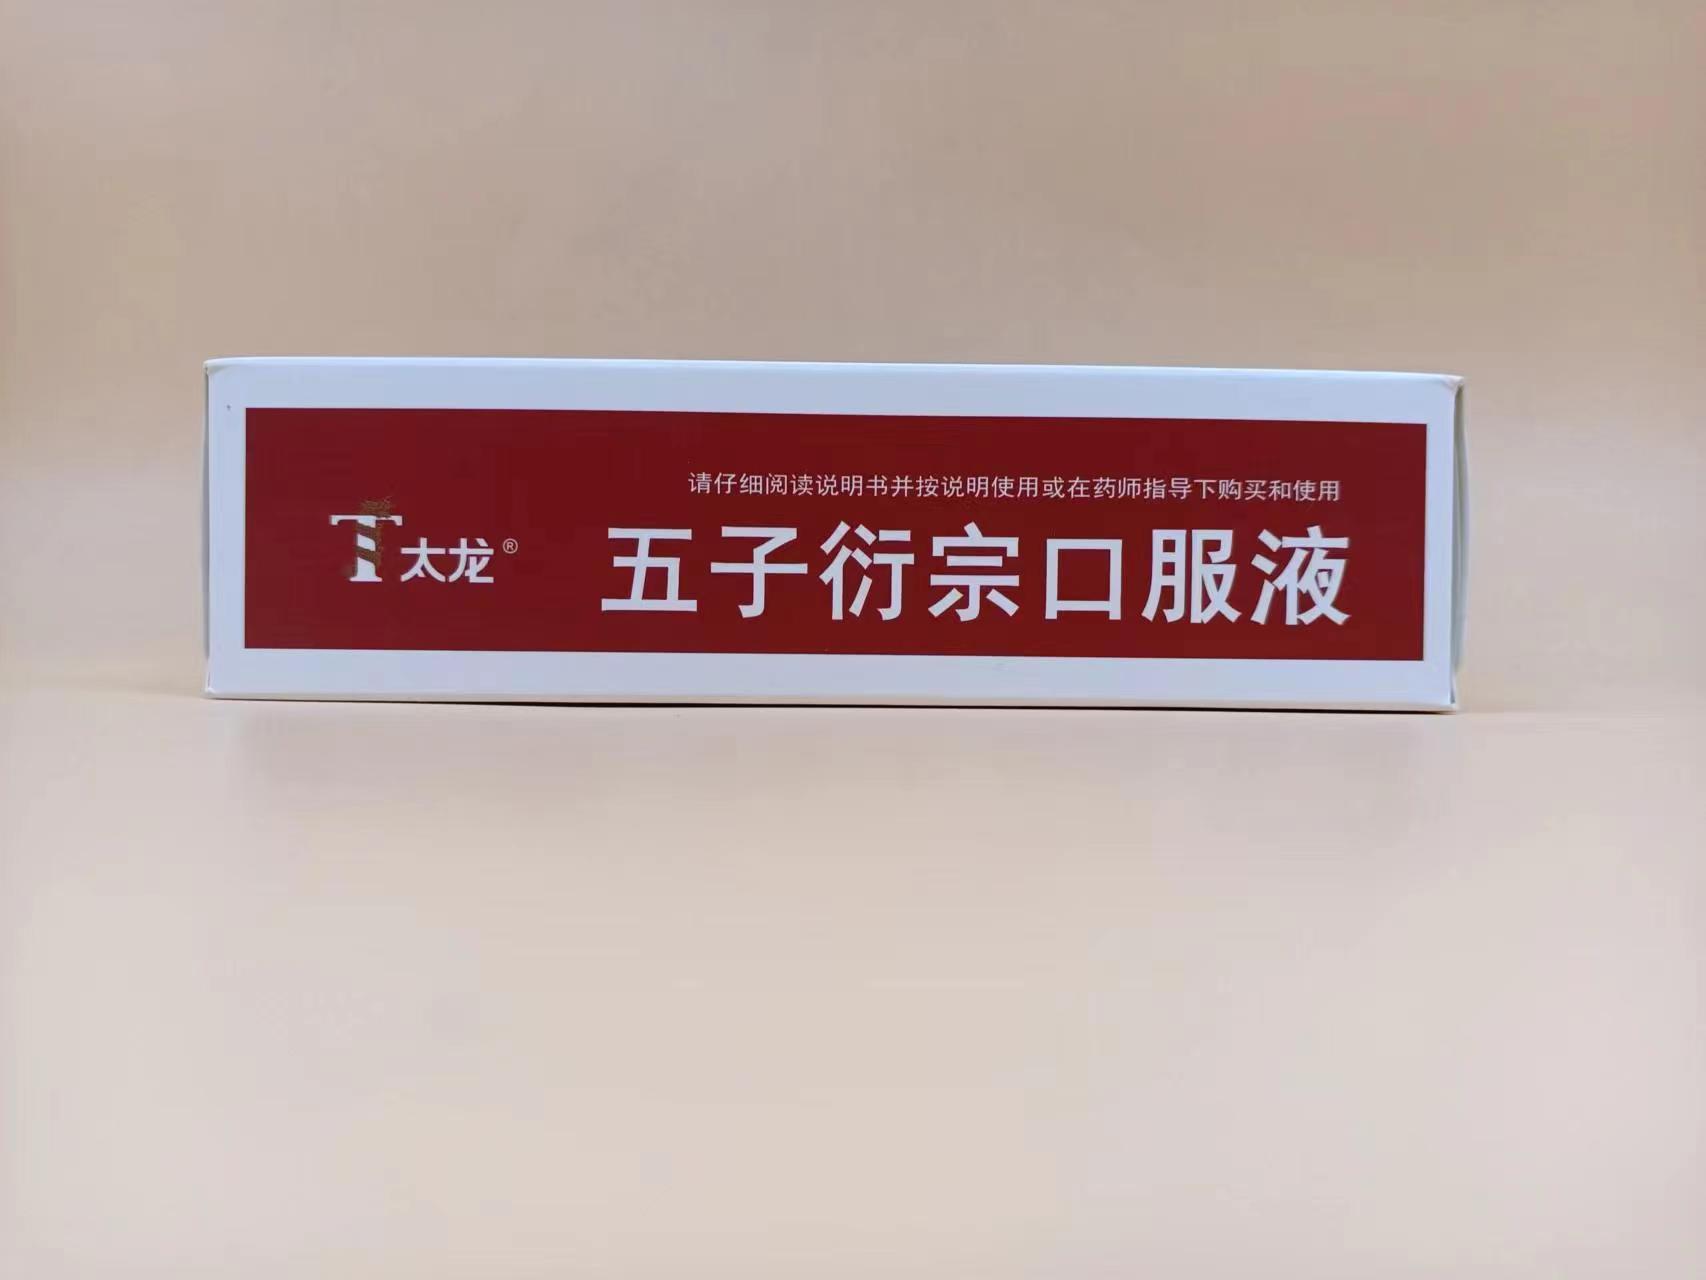 请仔细阅读说明书并按说明使用或在药师指导下购买和使用
T 太龙®
五子衍宗口服液